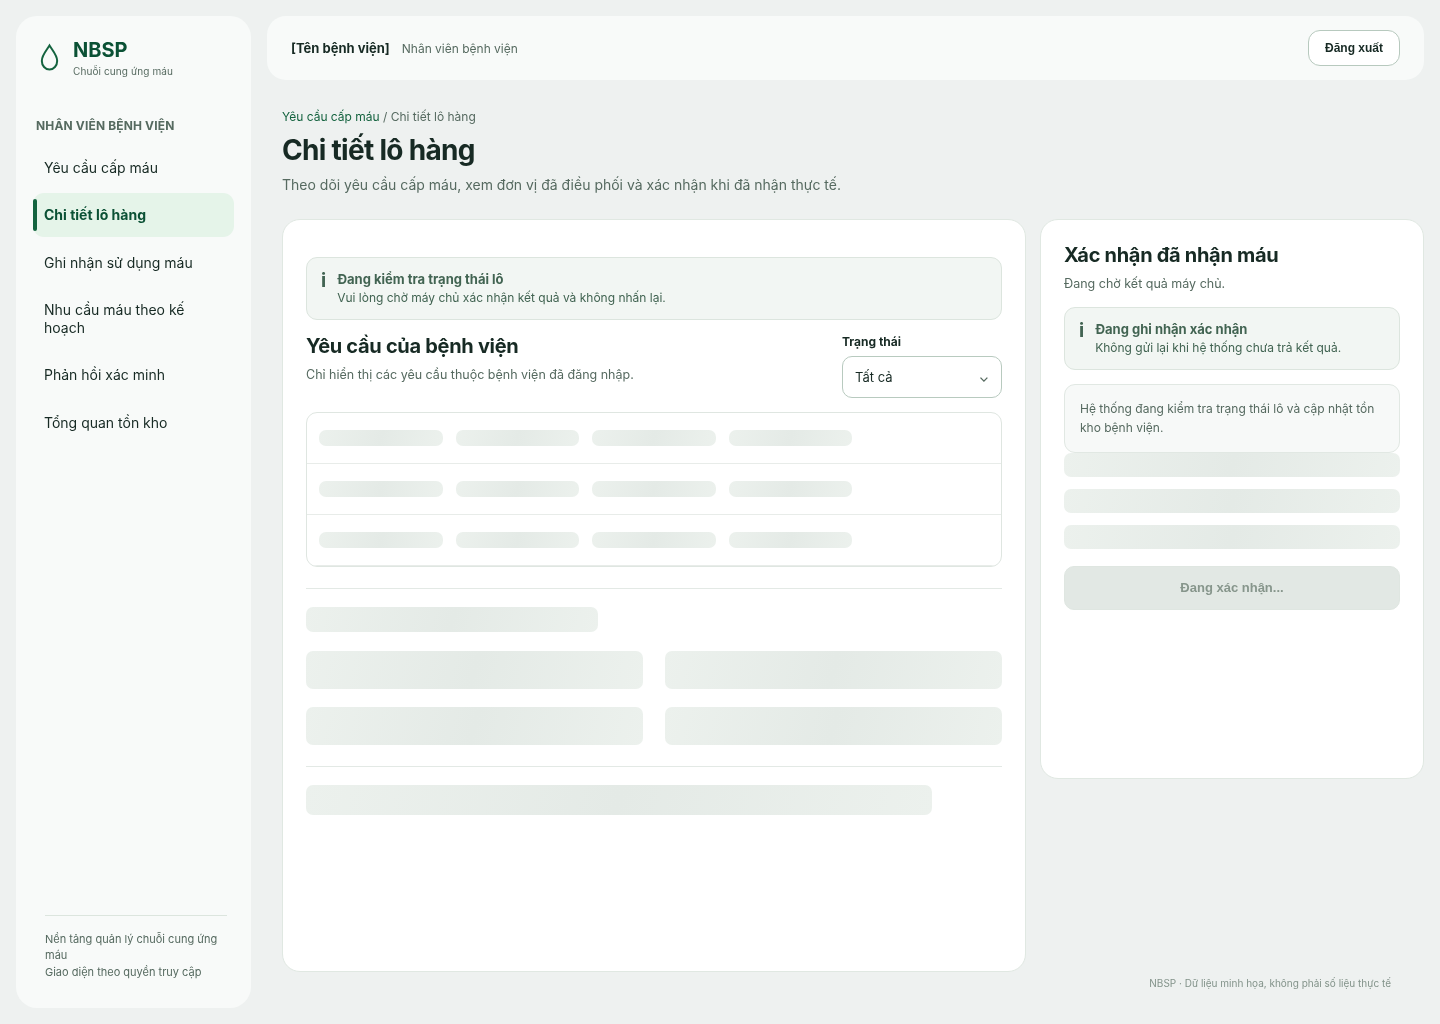 NBSP
Chuỗi cung ứng máu
NHÂN VIÊN BỆNH VIỆN
Yêu cầu cấp máu
Chi tiết lô hàng
Ghi nhận sử dụng máu
Nhu cầu máu theo kế
hoạch
Phản hồi xác minh
Tổng quan tồn kho
Nền tảng quản lý chuỗi cung ứng
máu
Giao diện theo quyền truy cập
[Tên bệnh viện] Nhân viên bệnh viện
Đăng xuất
Yêu cầu cấp máu / Chi tiết lô hàng
Chi tiết lô hàng
Theo dõi yêu cầu cấp máu, xem đơn vị đã điều phối và xác nhận khi đã nhận thực tế.
Đang kiểm tra trạng thái lô
Vui lòng chờ máy chủ xác nhận kết quả và không nhấn lại.
Yêu cầu của bệnh viện
Chỉ hiển thị các yêu cầu thuộc bệnh viện đã đăng nhập.
Trạng thái
Tất cả
Xác nhận đã nhận máu
Đang chờ kết quả máy chủ.
Đang ghi nhận xác nhận
Không gửi lại khi hệ thống chưa trả kết quả.
Hệ thống đang kiểm tra trạng thái lô và cập nhật tồn
kho bệnh viện.
Đang xác nhận...
NBSP · Dữ liệu minh họa, không phải số liệu thực tế